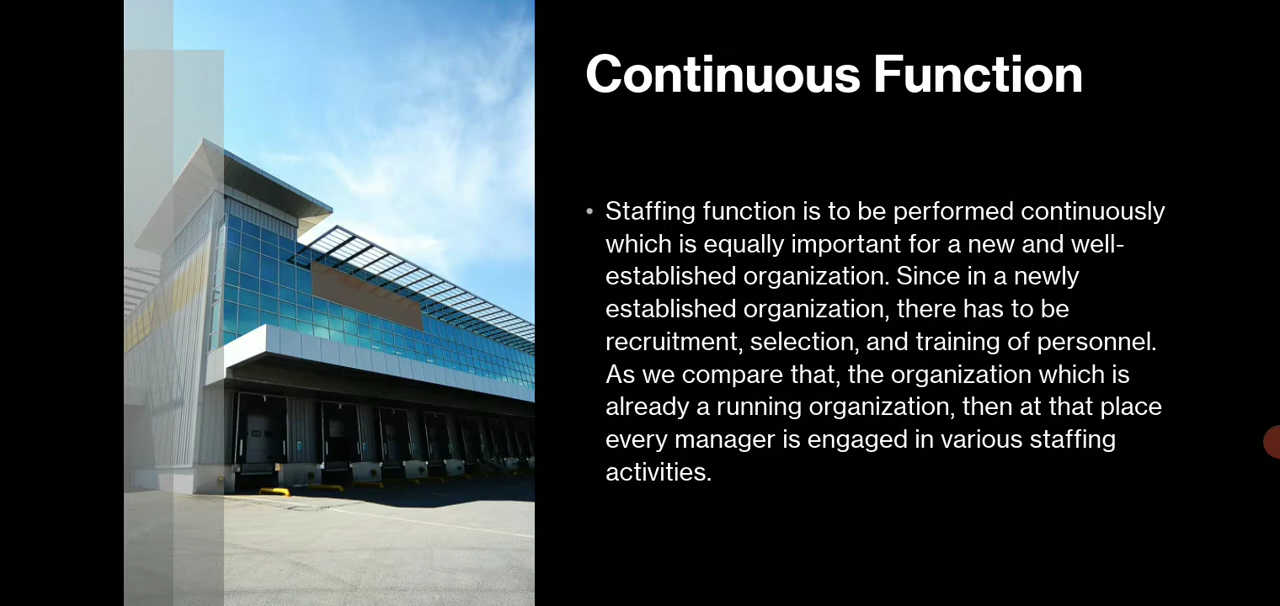 Continuous Function
• Staffing function is to be performed continuously
which is equally important for a new and well-
established organization. Since in a newly
established organization, there has to be
recruitment, selection, and training of personnel.
As we compare that, the organization which is
already a running organization, then at that place
every manager is engaged in various staffing
activities.